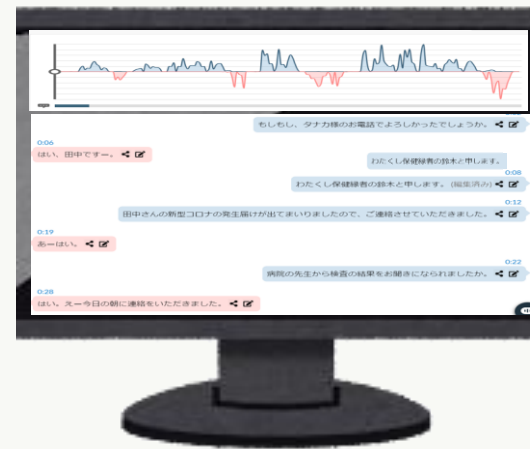 もしもし、タナカ様のお電話でよろしかったでしょうか。
0:06
はい、田中ですー。
わたくし保健緑者の鈴木と申します。
0:08
わたくし保健緑者の鈴木と申します。 (編集済み)
0:12
田中さんの新型コロナの発生届けが出てまいりましたので、ご連絡させていただきました。
0:19
あーはい。
0:22
病院の先生から検査の結果をお聞きになられましたか。
0:28
はい。えー今日の朝に連絡をいただきました。